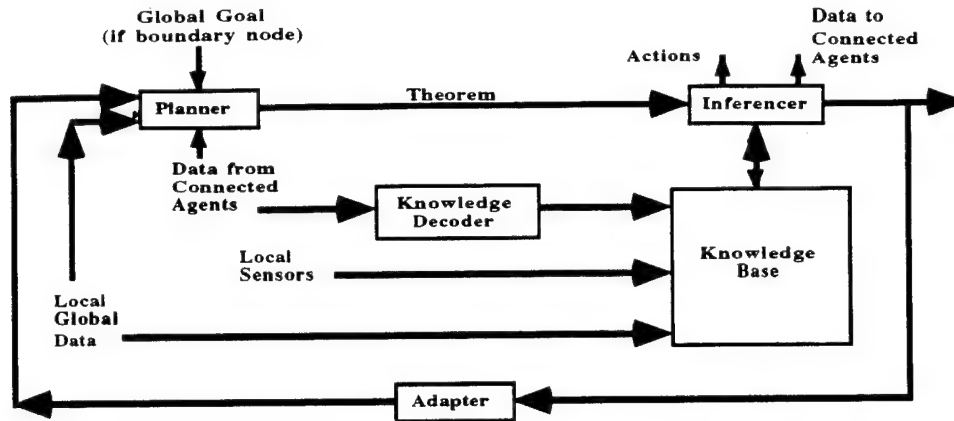 Global Goal
(if boundary node)
Data to
Connected
Agents
Actions
Planner
Theorem
Inferencer
Data from
Connected
Agents
Knowledge
Decoder
Knowledge
Base
Local
Sensors
Local
Global
Data
Adapter